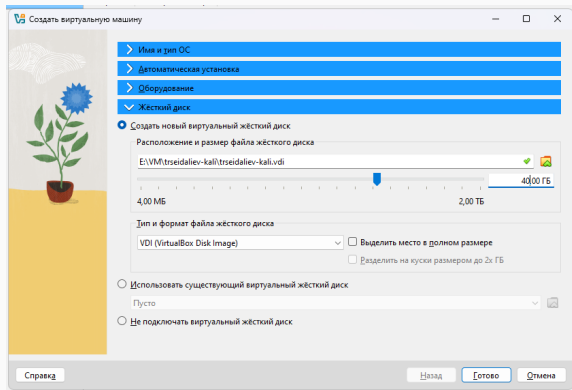 Создать виртуальную машину
Имя и тип ОС
Автоматическая установка
Оборудование
Жёсткий диск
Создать новый виртуальный жёсткий диск
Расположение и размер файла жёсткого диска
E:\VM\trseidaliev-kali\trseidaliev-kali.vdi
40,00 ГБ
4,00 МБ 2,00 ТБ
Тип и формат файла жёсткого диска
VDI (VirtualBox Disk Image) Выделить место в полном размере
Разделить на куски размером до 2х ГБ
Использовать существующий виртуальный жёсткий диск
Пусто
Не подключать виртуальный жёсткий диск
Справка Назад Готово Отмена